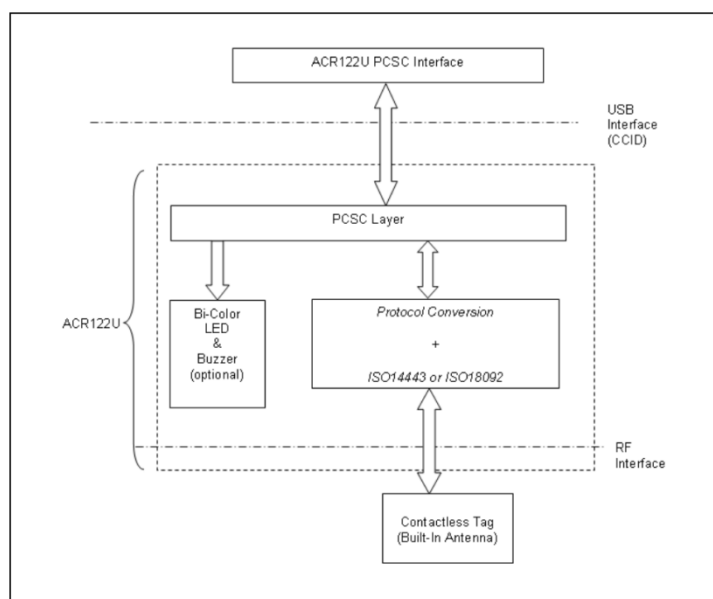 ACR122U PCSC Interface
USB
Interface
(CCID)
PCSC Layer
ACR122U
Bi-Color
LED
&
Buzzer
(optional)
Protocol Conversion
+
ISO14443 or ISO18092
RF
Interface
Contactless Tag
(Built-In Antenna)